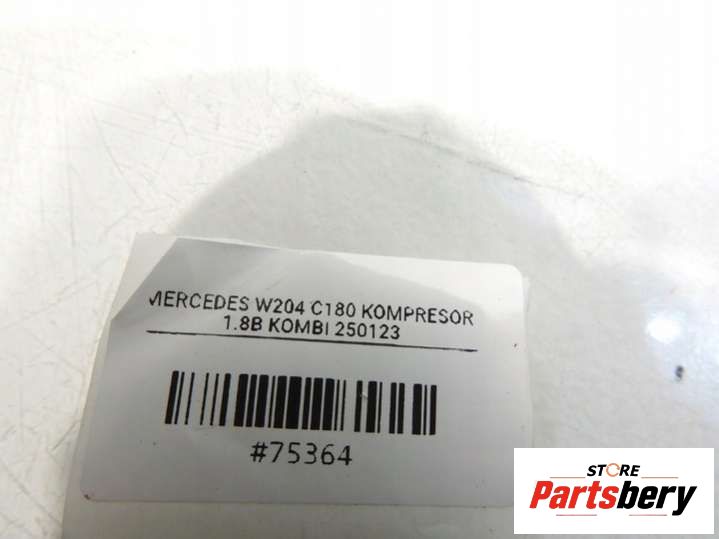 MERCEDES W204 C180 KOMPRESOR
1.8B KOMBI 250123
#75364
STORE
Partsbery